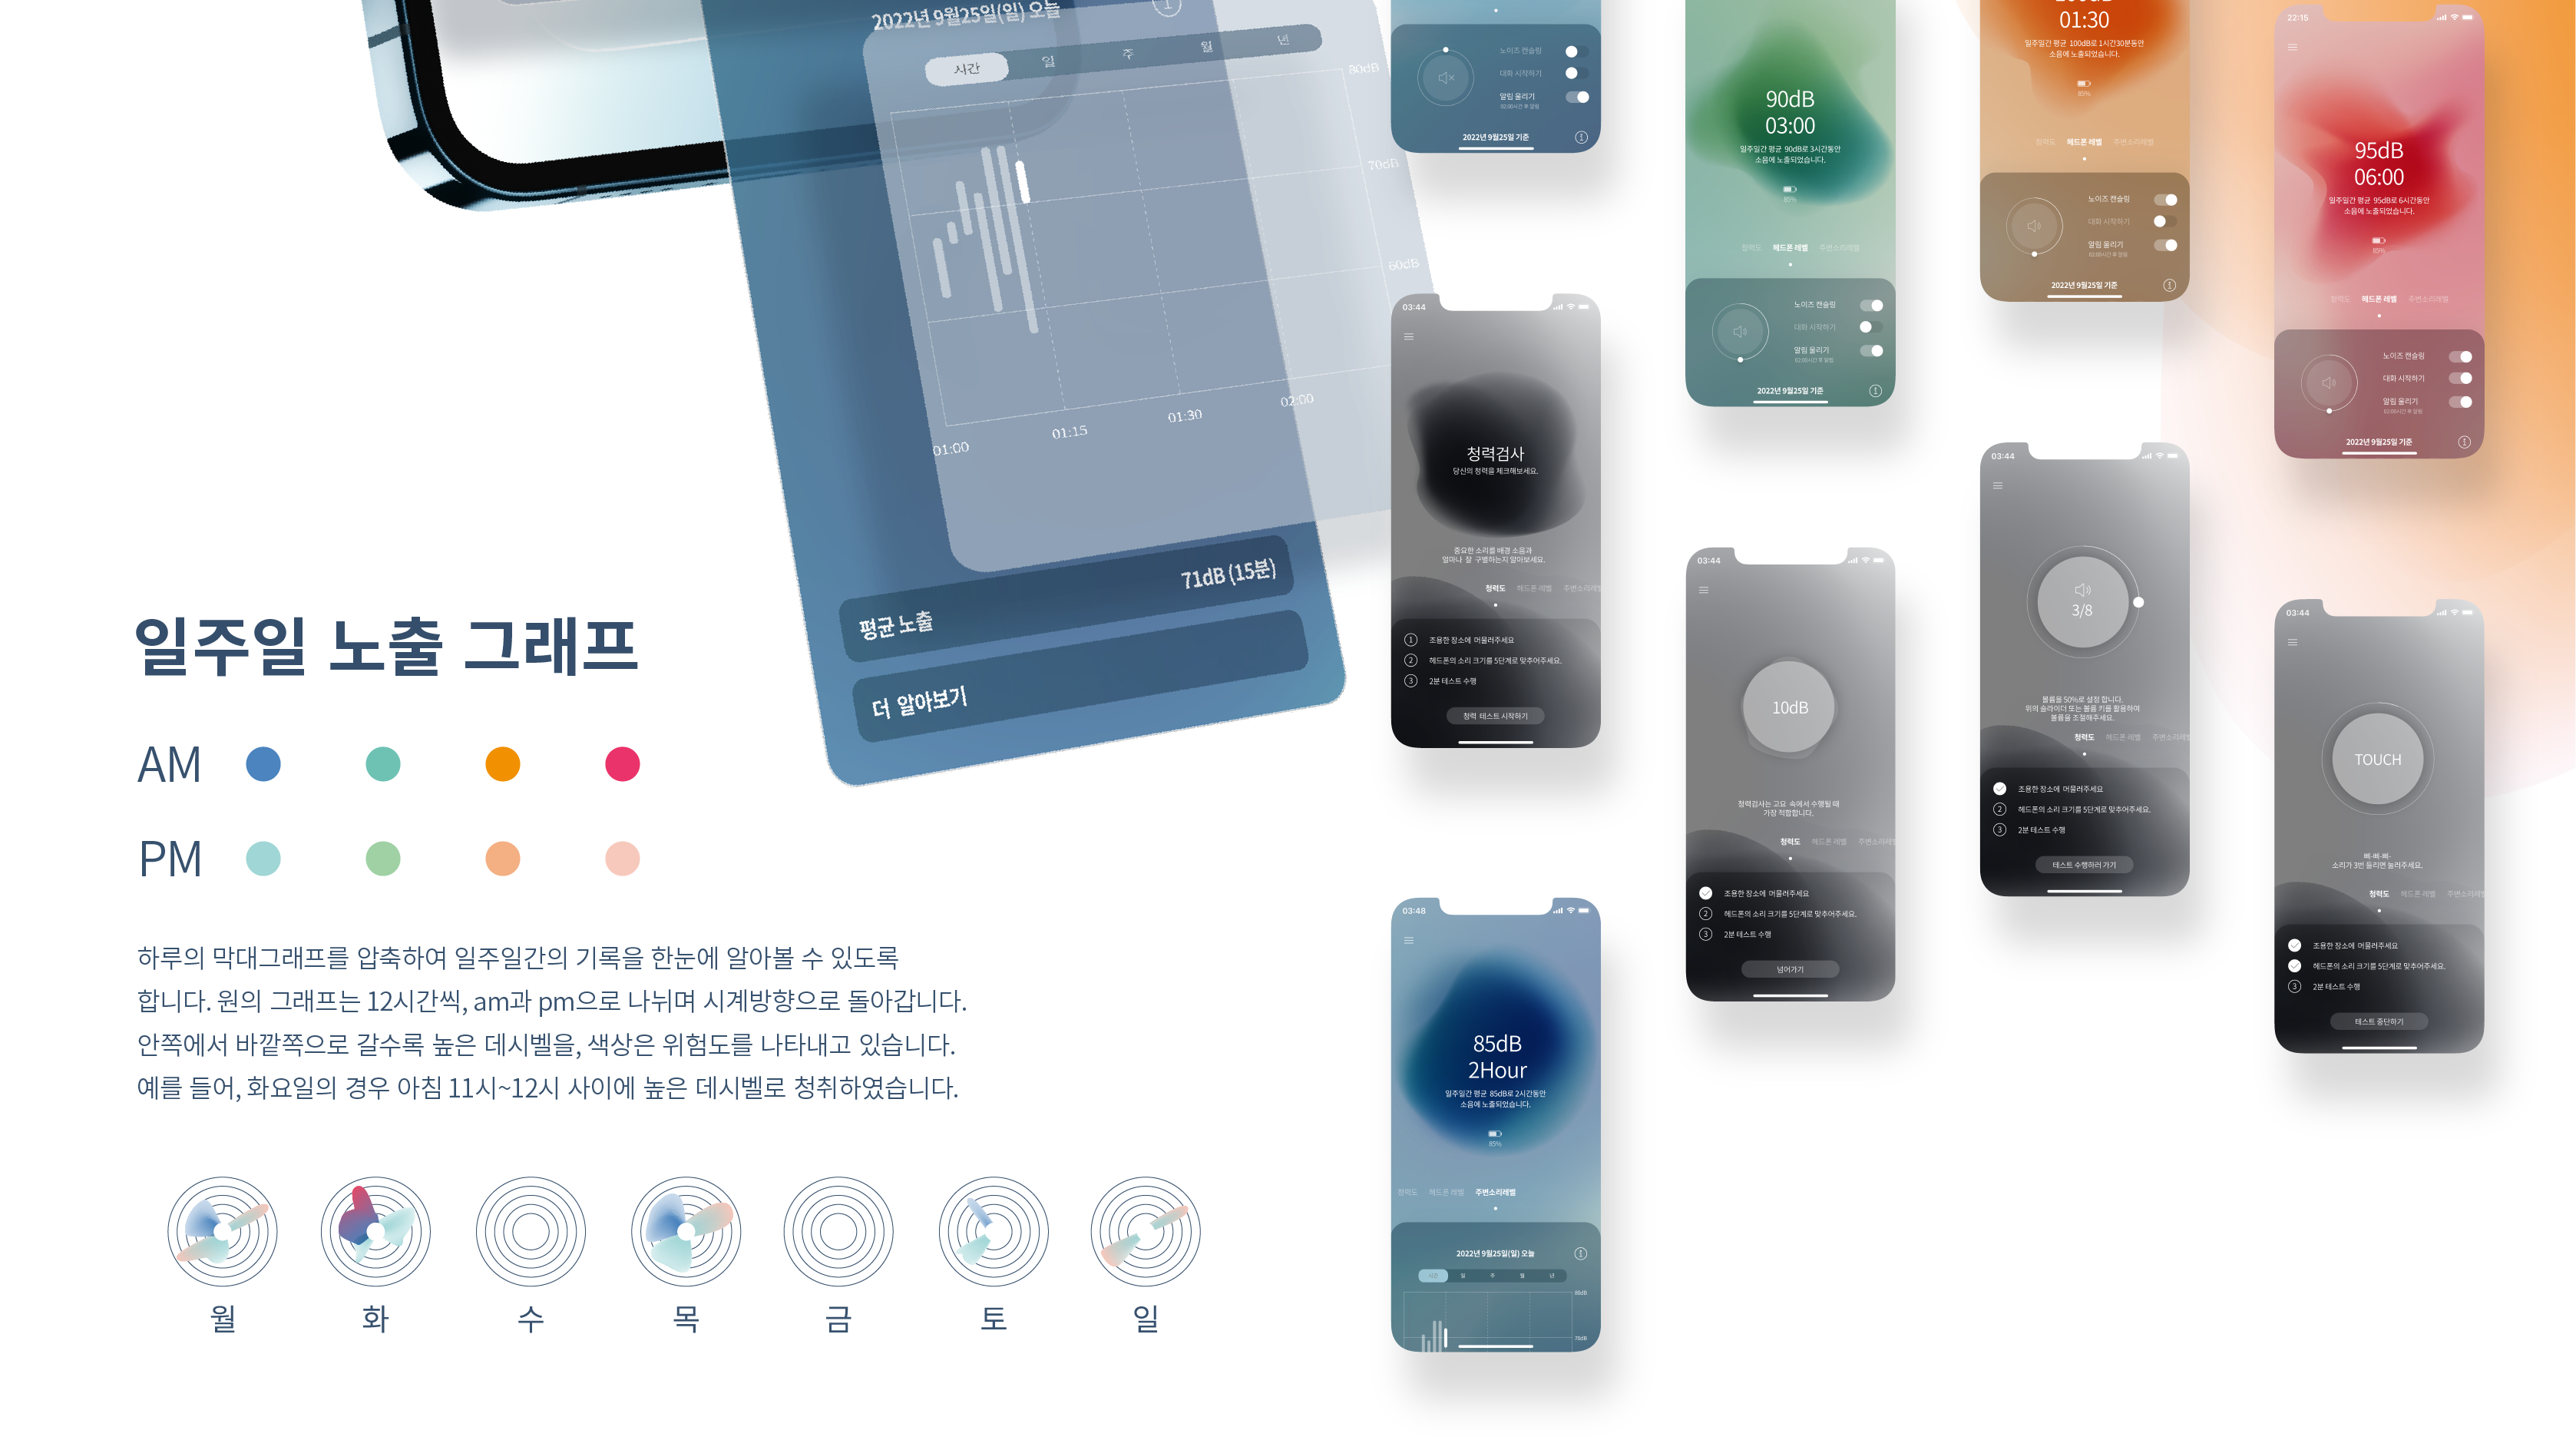 2022년 9월25일(일) 오늘
시간 일 주 월 년
80dB
70dB
60dB
01:00 01:15 01:30 02:00
평균 노출 71dB (15분)
더 알아보기
일주일 노출 그래프
AM
PM
하루의 막대그래프를 압축하여 일주일간의 기록을 한눈에 알아볼 수 있도록
합니다. 원의 그래프는 12시간씩, am과 pm으로 나뉘며 시계방향으로 돌아갑니다.
안쪽에서 바깥쪽으로 갈수록 높은 데시벨을, 색상은 위험도를 나타내고 있습니다.
예를 들어, 화요일의 경우 아침 11시~12시 사이에 높은 데시벨로 청취하였습니다.
월 화 수 목 금 토 일
노이즈 캔슬링
대화 시작하기
알림 울리기
02:00시간 후 알림
2022년 9월25일 기준
03:44
청력검사
당신의 청력을 체크해보세요.
중요한 소리를 배경 소음과
얼마나 잘 구별하는지 알아보세요.
청력도 헤드폰 레벨 주변소리레벨
1 조용한 장소에 머물러주세요
2 헤드폰의 소리 크기를 5단계로 맞추어주세요.
3 2분 테스트 수행
청력 테스트 시작하기
03:48
85dB
2Hour
일주일간 평균 85dB로 2시간동안
소음에 노출되었습니다.
85%
청력도 헤드폰 레벨 주변소리레벨
2022년 9월25일(일) 오늘
시간 일 주 월 년
80dB
70dB
90dB
03:00
일주일간 평균 90dB로 3시간동안
소음에 노출되었습니다.
85%
청력도 헤드폰 레벨 주변소리레벨
노이즈 캔슬링
대화 시작하기
알림 울리기
02:00시간 후 알림
2022년 9월25일 기준
03:44
10dB
청력검사는 고요 속에서 수행될 때
가장 적합합니다.
청력도 헤드폰 레벨 주변소리레벨
조용한 장소에 머물러주세요
2 헤드폰의 소리 크기를 5단계로 맞추어주세요.
3 2분 테스트 수행
넘어가기
01:30
일주일간 평균 100dB로 1시간30분동안
소음에 노출되었습니다.
85%
청력도 헤드폰 레벨 주변소리레벨
노이즈 캔슬링
대화 시작하기
알림 울리기
02:00시간 후 알림
2022년 9월25일 기준
03:44
3/8
볼륨을 50%로 설정 합니다.
위의 슬라이더 또는 볼륨 키를 활용하여
볼륨을 조절해주세요.
청력도 헤드폰 레벨 주변소리레벨
조용한 장소에 머물러주세요
2 헤드폰의 소리 크기를 5단계로 맞추어주세요.
3 2분 테스트 수행
테스트 수행하러 가기
22:15
95dB
06:00
일주일간 평균 95dB로 6시간동안
소음에 노출되었습니다.
85%
청력도 헤드폰 레벨 주변소리레벨
노이즈 캔슬링
대화 시작하기
알림 울리기
02:00시간 후 알림
2022년 9월25일 기준
03:44
TOUCH
삐-삐-삐-
소리가 3번 들리면 눌러주세요.
청력도 헤드폰 레벨 주변소리레벨
조용한 장소에 머물러주세요
헤드폰의 소리 크기를 5단계로 맞추어주세요.
3 2분 테스트 수행
테스트 중단하기